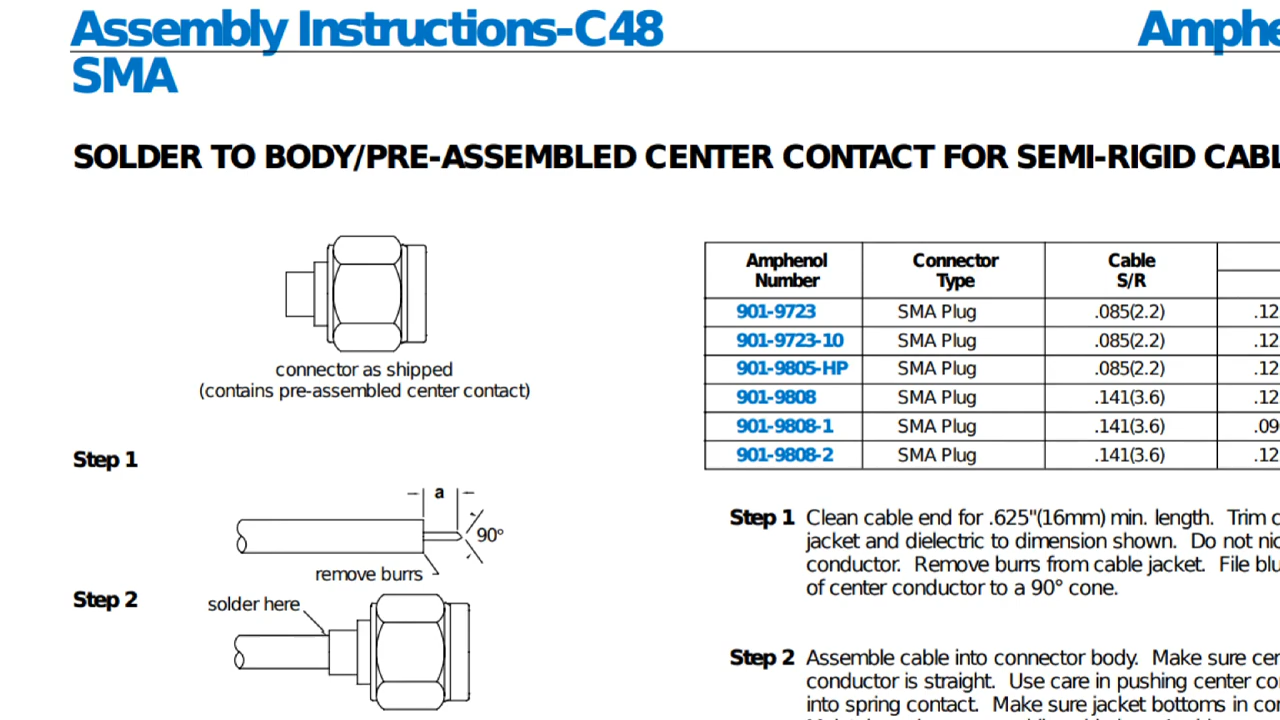 Assembly Instructions-C48
SMA
SOLDER TO BODY/PRE-ASSEMBLED CENTER CONTACT FOR SEMI-RIGID
connector as shipped
(contains pre-assembled center contact)
Amphenol Number Connector Type Cable S/R
901-9723 SMA Plug .085(2.2) .12
901-9723-10 SMA Plug .085(2.2) .12
901-9805-HP SMA Plug .085(2.2) .12
901-9808 SMA Plug .141(3.6) .12
901-9808-1 SMA Plug .141(3.6) .09
901-9808-2 SMA Plug .141(3.6) .12
Step 1
a
90°
remove burrs
Step 2
solder here
Step 1 Clean cable end for .625"(16mm) min. length. Trim
jacket and dielectric to dimension shown. Do not
conductor. Remove burrs from cable jacket. File
of center conductor to a 90° cone.
Step 2 Assemble cable into connector body. Make sure
conductor is straight. Use care in pushing center
into spring contact. Make sure jacket bottoms in